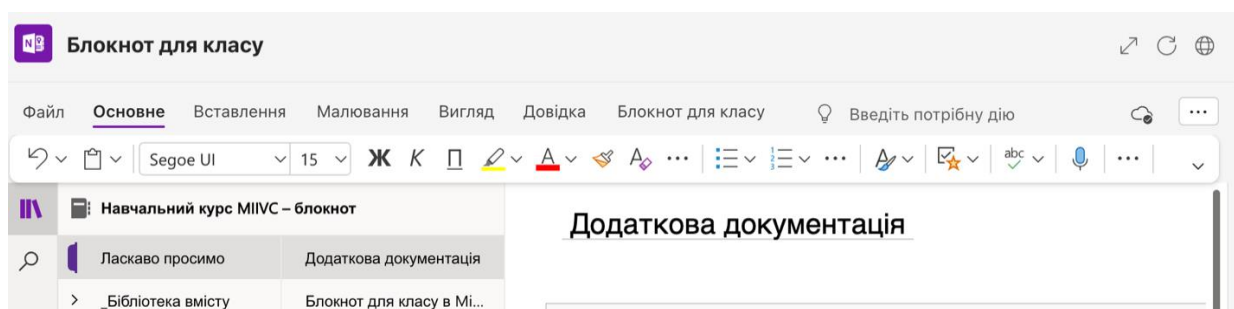 Блокнот для класу
Файл Основне Вставлення Малювання Вигляд Довідка Блокнот для класу Введіть потрібну дію
Segoe UI 15 Ж К П А abc
Навчальний курс MIIVC – блокнот
Додаткова документація
Ласкаво просимо Додаткова документація
_Бібліотека вмісту Блокнот для класу в Mi...